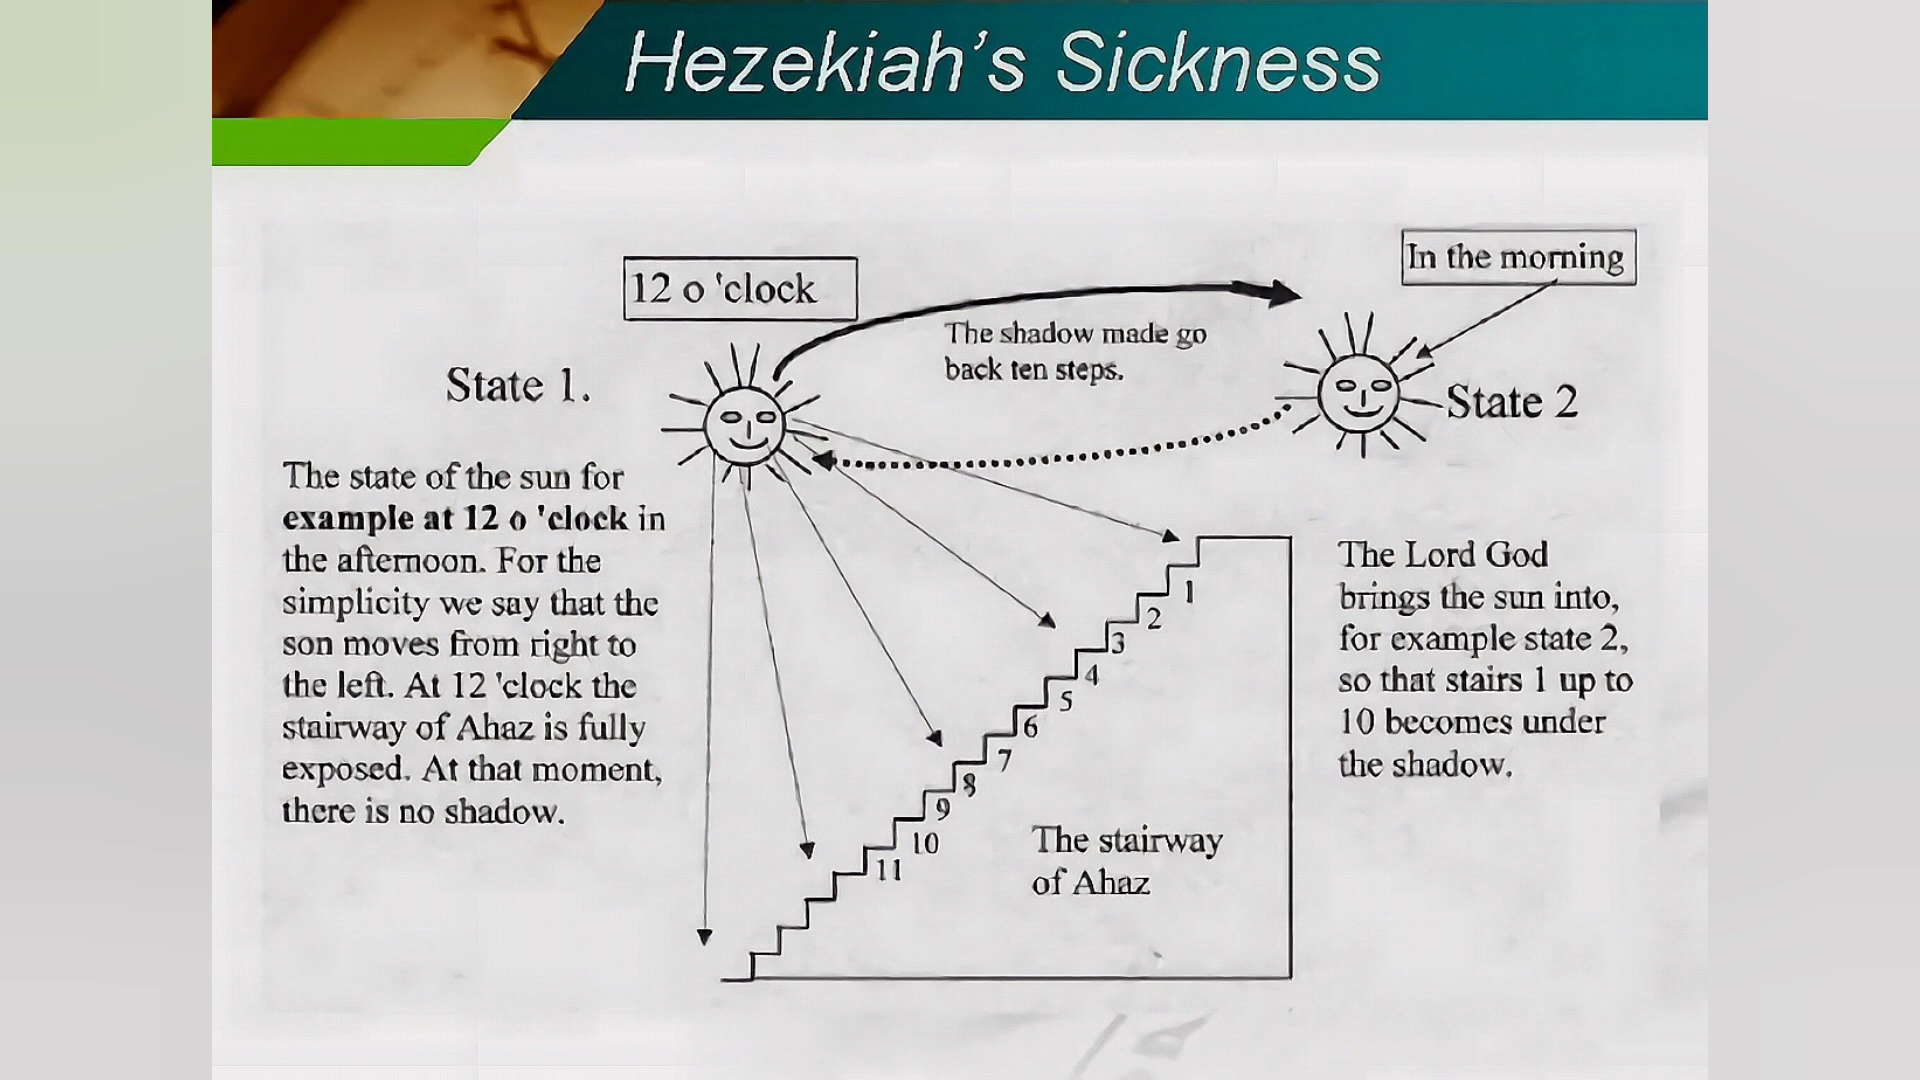 Hezekiah's Sickness
12 o 'clock
In the morning
The shadow made go
back ten steps.
State 1.
State 2
The state of the sun for
example at 12 o 'clock in
the afternoon. For the
simplicity we say that the
son moves from right to
the left. At 12 'clock the
stairway of Ahaz is fully
exposed. At that moment,
there is no shadow.
The Lord God
brings the sun into,
for example state 2,
so that stairs 1 up to
10 becomes under
the shadow.
1
2
3
4
5
6
7
8
9
10
11
The stairway
of Ahaz